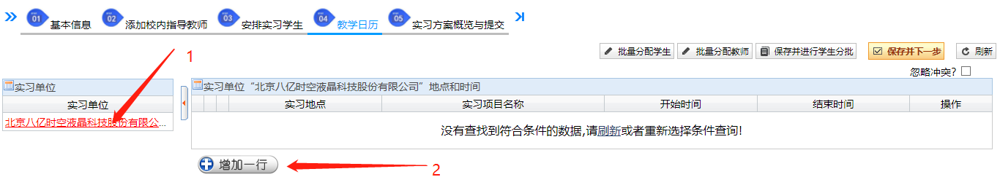 01 基本信息 02 添加校内指导教师 03 安排实习学生 04 教学日历 05 实习方案概览与提交
批量分配学生 批量分配教师 保存并进行学生分批 保存并下一步 刷新
1
忽略冲突?
实习单位
实习单位
北京八亿时空液晶科技股份有限公...
实习单位“北京八亿时空液晶科技股份有限公司”地点和时间
实习地点 实习项目名称 开始时间 结束时间 操作
没有查找到符合条件的数据,请刷新或者重新选择条件查询!
增加一行
2